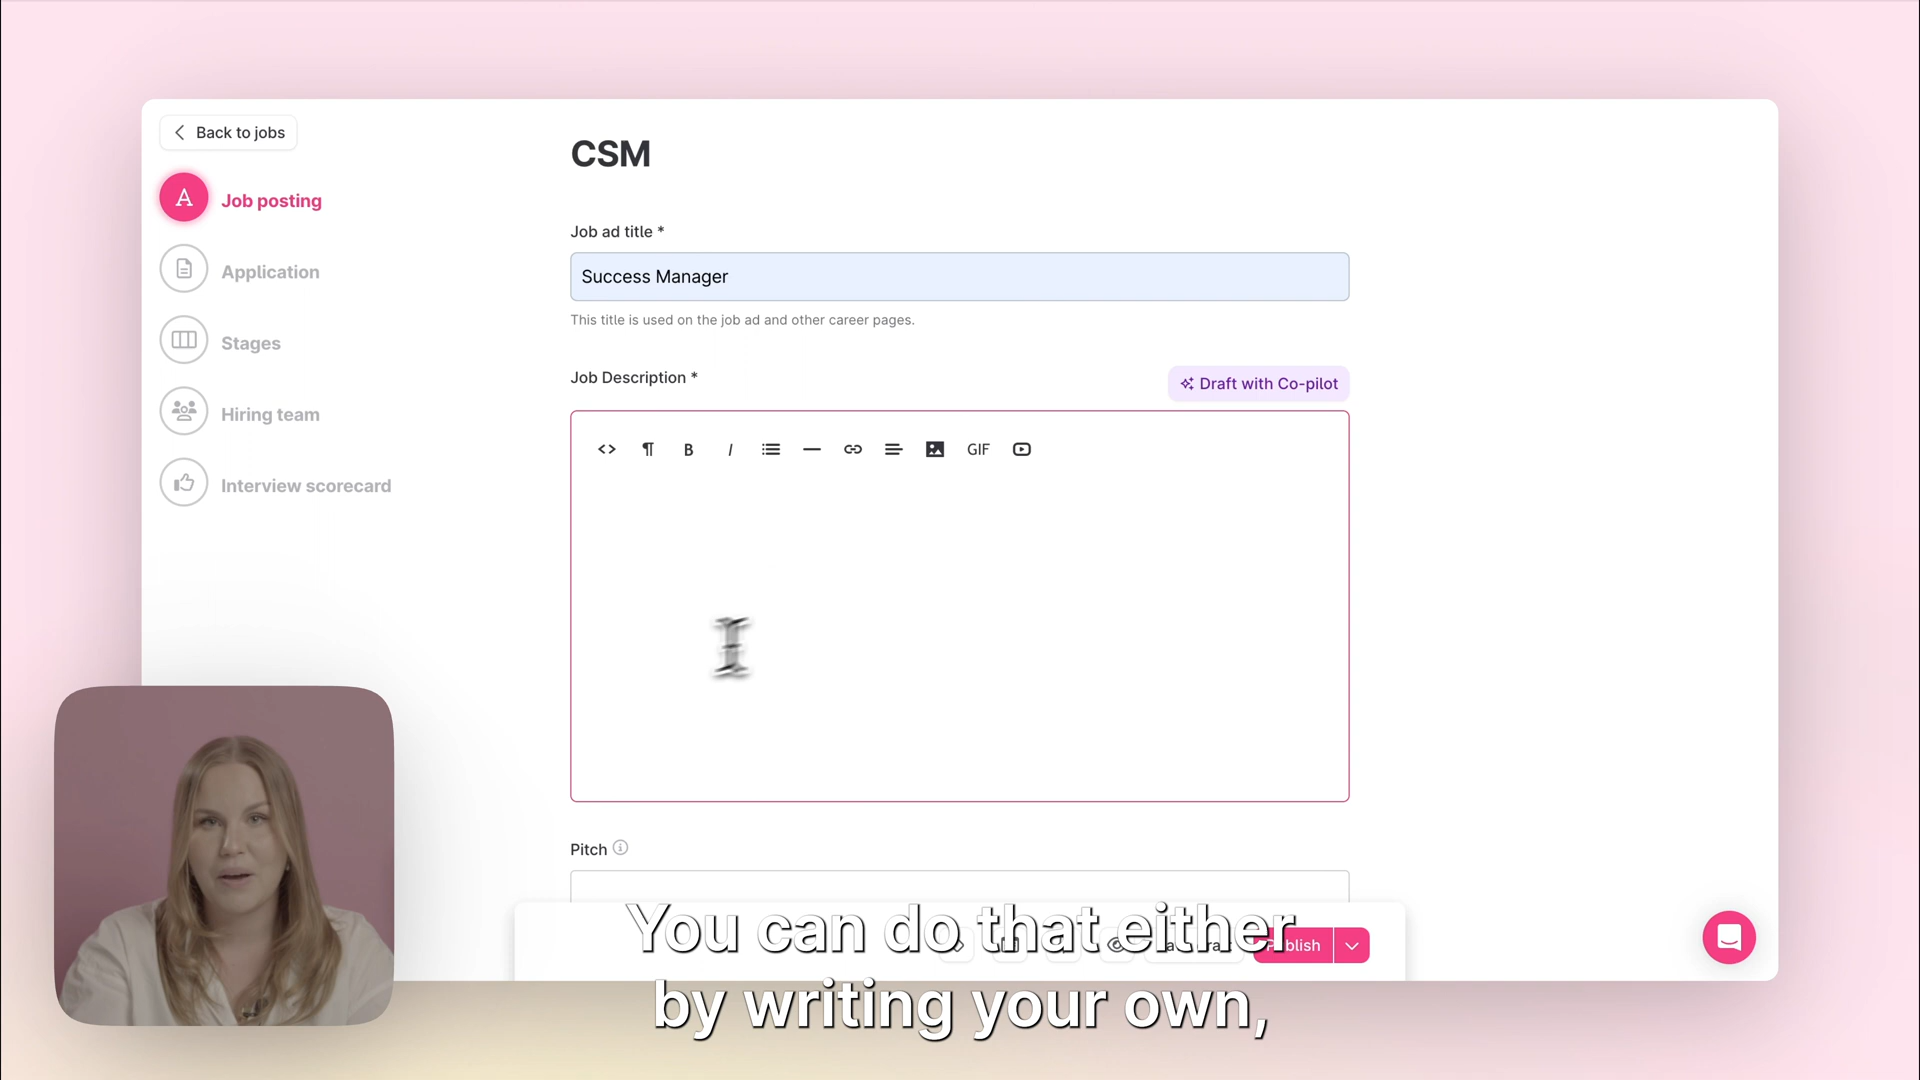 Back to jobs
CSM
Job posting
Job ad title *
Success Manager
This title is used on the job ad and other career pages.
Application
Stages
Job Description *
Draft with Co-pilot
Hiring team
B
I
GIF
Interview scorecard
Pitch
You can do that either
by writing your own,